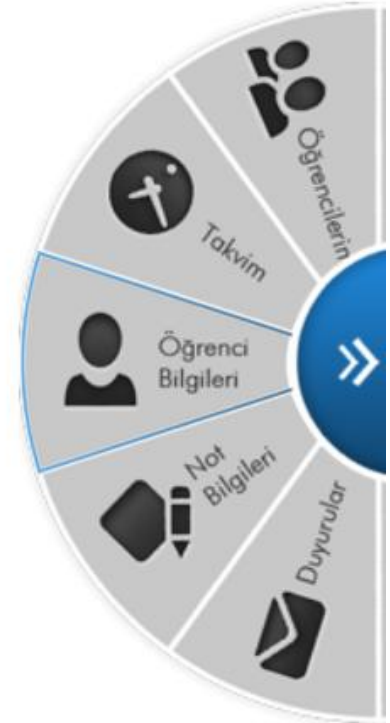 Öğrencilerin
Takvim
Öğrenci
Bilgileri
Not
Bilgileri
Duyurular